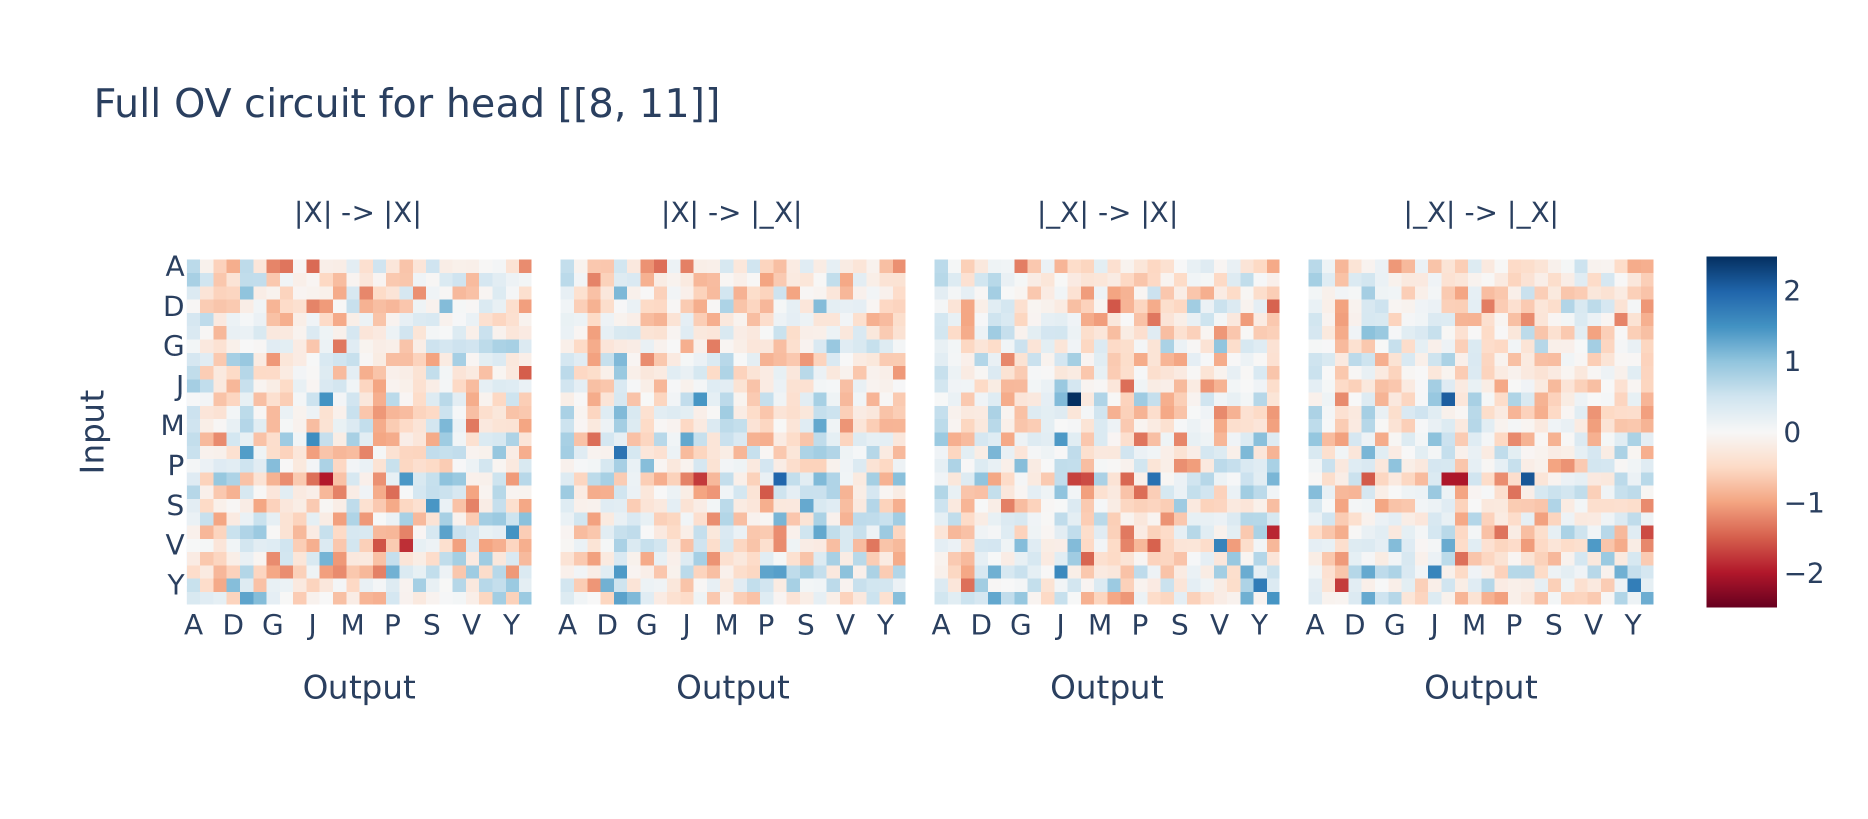 Full OV circuit for head [[8, 11]]
|X| -> |X|
|X| -> |_X|
|_X| -> |X|
|_X| -> |_X|
Input
A
D
G
J
M
P
S
V
Y
A D G J M P S V Y
A D G J M P S V Y
A D G J M P S V Y
A D G J M P S V Y
Output
Output
Output
Output
2
1
0
−1
−2